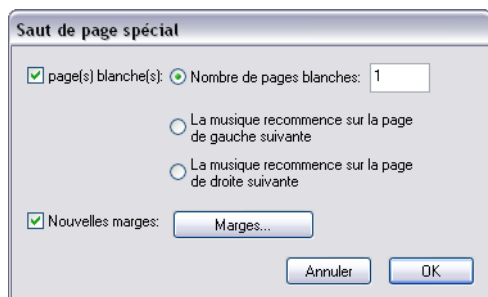 Saut de page spécial
page(s) blanche(s): Nombre de pages blanches: 1
La musique recommence sur la page
de gauche suivante
La musique recommence sur la page
de droite suivante
Nouvelles marges: Marges...
Annuler OK